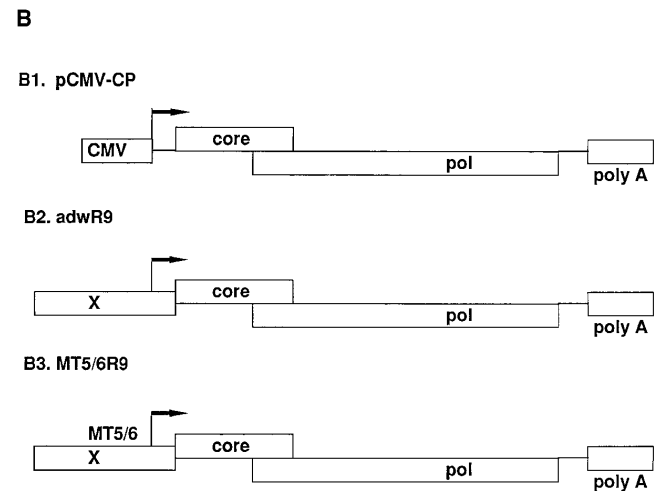 B
B1. pCMV-CP
CMV
core
pol
poly A
B2. adwR9
X
core
pol
poly A
B3. MT5/6R9
MT5/6
X
core
pol
poly A